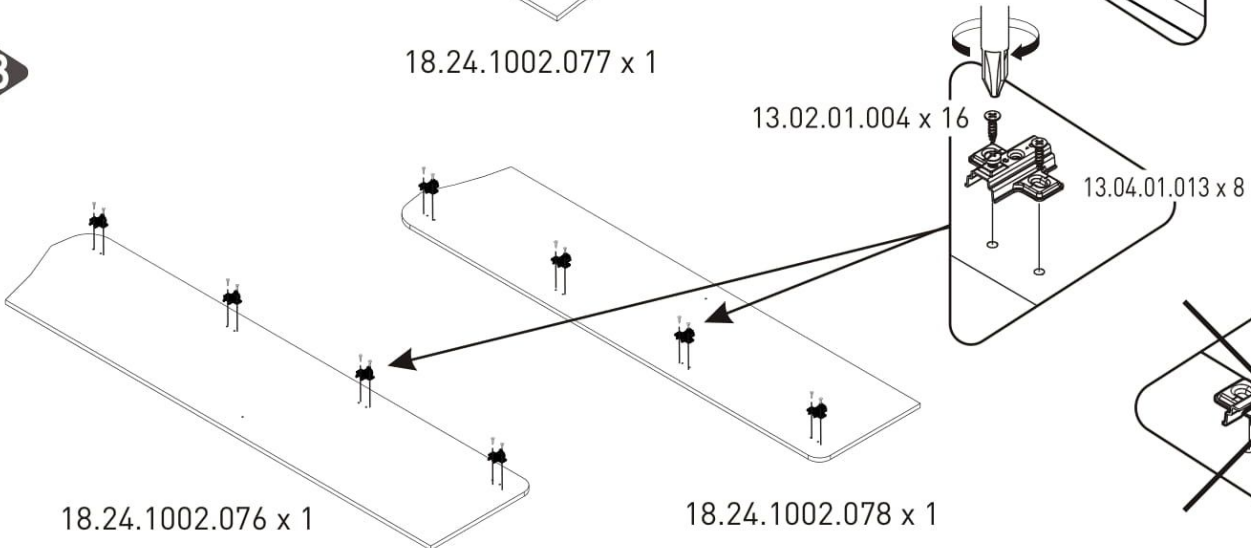 18.24.1002.077 x 1
3
13.02.01.004 x 16
13.04.01.013 x 8
18.24.1002.076 x 1
18.24.1002.078 x 1